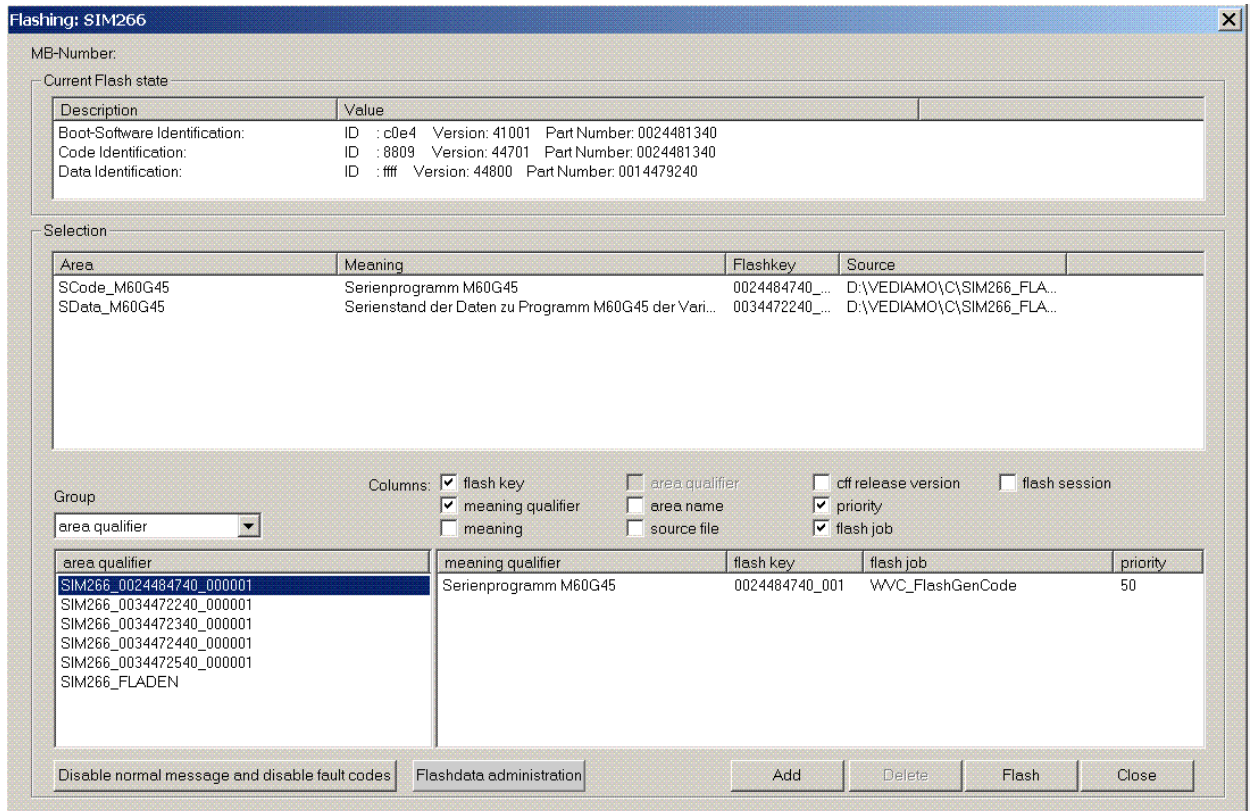 Flashing: SIM266
MB-Number:
Current Flash state
Description Value
Boot-Software Identification: ID : c0e4 Version: 41001 Part Number: 0024481340
Code Identification: ID : 8809 Version: 44701 Part Number: 0024481340
Data Identification: ID : ffff Version: 44800 Part Number: 0014479240
Selection
Area Meaning Flashkey Source
SCode_M60G45 Serienprogramm M60G45 0024484740_... D:\VEDIAMO\C\SIM266_FLA...
SData_M60G45 Serienstand der Daten zu Programm M60G45 der Vari... 0034472240_... D:\VEDIAMO\C\SIM266_FLA...
Columns: flash key area qualifier cff release version flash session
Group
meaning qualifier area name priority
area qualifier
meaning source file flash job
area qualifier meaning qualifier flash key flash job priority
SIM266_0024484740_000001 Serienprogramm M60G45 0024484740_001 WVC_FlashGenCode 50
SIM266_0034472240_000001
SIM266_0034472340_000001
SIM266_0034472440_000001
SIM266_0034472540_000001
SIM266_FLADEN
Disable normal message and disable fault codes Flashdata administration Add Delete Flash Close